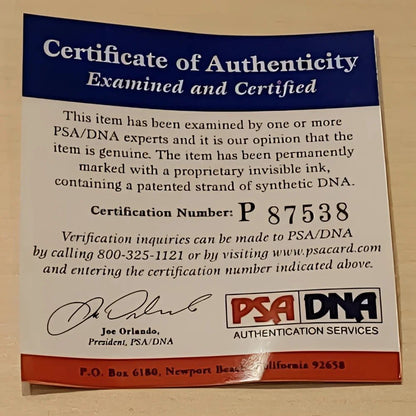 Certificate of Authenticity
Examined and Certified
This item has been examined by one or more
PSA/DNA experts and it is our opinion that the
item is genuine. The item has been permanently
marked with a proprietary invisible ink,
containing a patented strand of synthetic DNA.
Certification Number: P 87538
Verification inquiries can be made to PSA/DNA
by calling 800-325-1121 or by visiting www.psacard.com
and entering the certification number indicated above.
Joe Orlando,
President, PSA/DNA
PSA DNA
AUTHENTICATION SERVICES
P.O. Box 6180, Newport Beach, California 92658